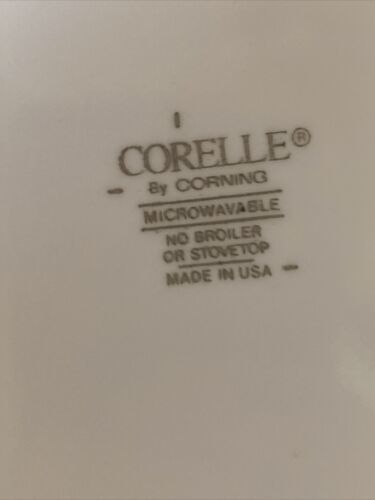 CORELLE®
By CORNING
MICROWAVABLE
NO BROILER
OR STOVETOP
MADE IN USA